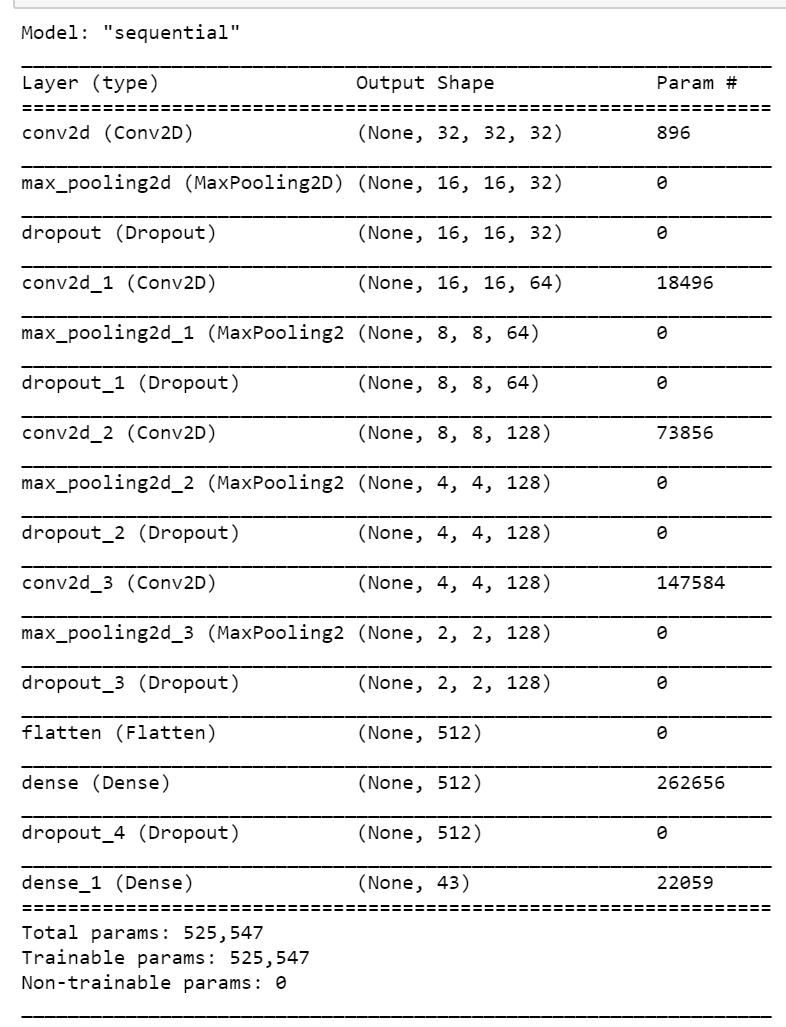 Model: "sequential"
Layer (type) Output Shape Param #
conv2d (Conv2D) (None, 32, 32, 32) 896
max_pooling2d (MaxPooling2D) (None, 16, 16, 32) 0
dropout (Dropout) (None, 16, 16, 32) 0
conv2d_1 (Conv2D) (None, 16, 16, 64) 18496
max_pooling2d_1 (MaxPooling2 (None, 8, 8, 64) 0
dropout_1 (Dropout) (None, 8, 8, 64) 0
conv2d_2 (Conv2D) (None, 8, 8, 128) 73856
max_pooling2d_2 (MaxPooling2 (None, 4, 4, 128) 0
dropout_2 (Dropout) (None, 4, 4, 128) 0
conv2d_3 (Conv2D) (None, 4, 4, 128) 147584
max_pooling2d_3 (MaxPooling2 (None, 2, 2, 128) 0
dropout_3 (Dropout) (None, 2, 2, 128) 0
flatten (Flatten) (None, 512) 0
dense (Dense) (None, 512) 262656
dropout_4 (Dropout) (None, 512) 0
dense_1 (Dense) (None, 43) 22059
Total params: 525,547
Trainable params: 525,547
Non-trainable params: 0